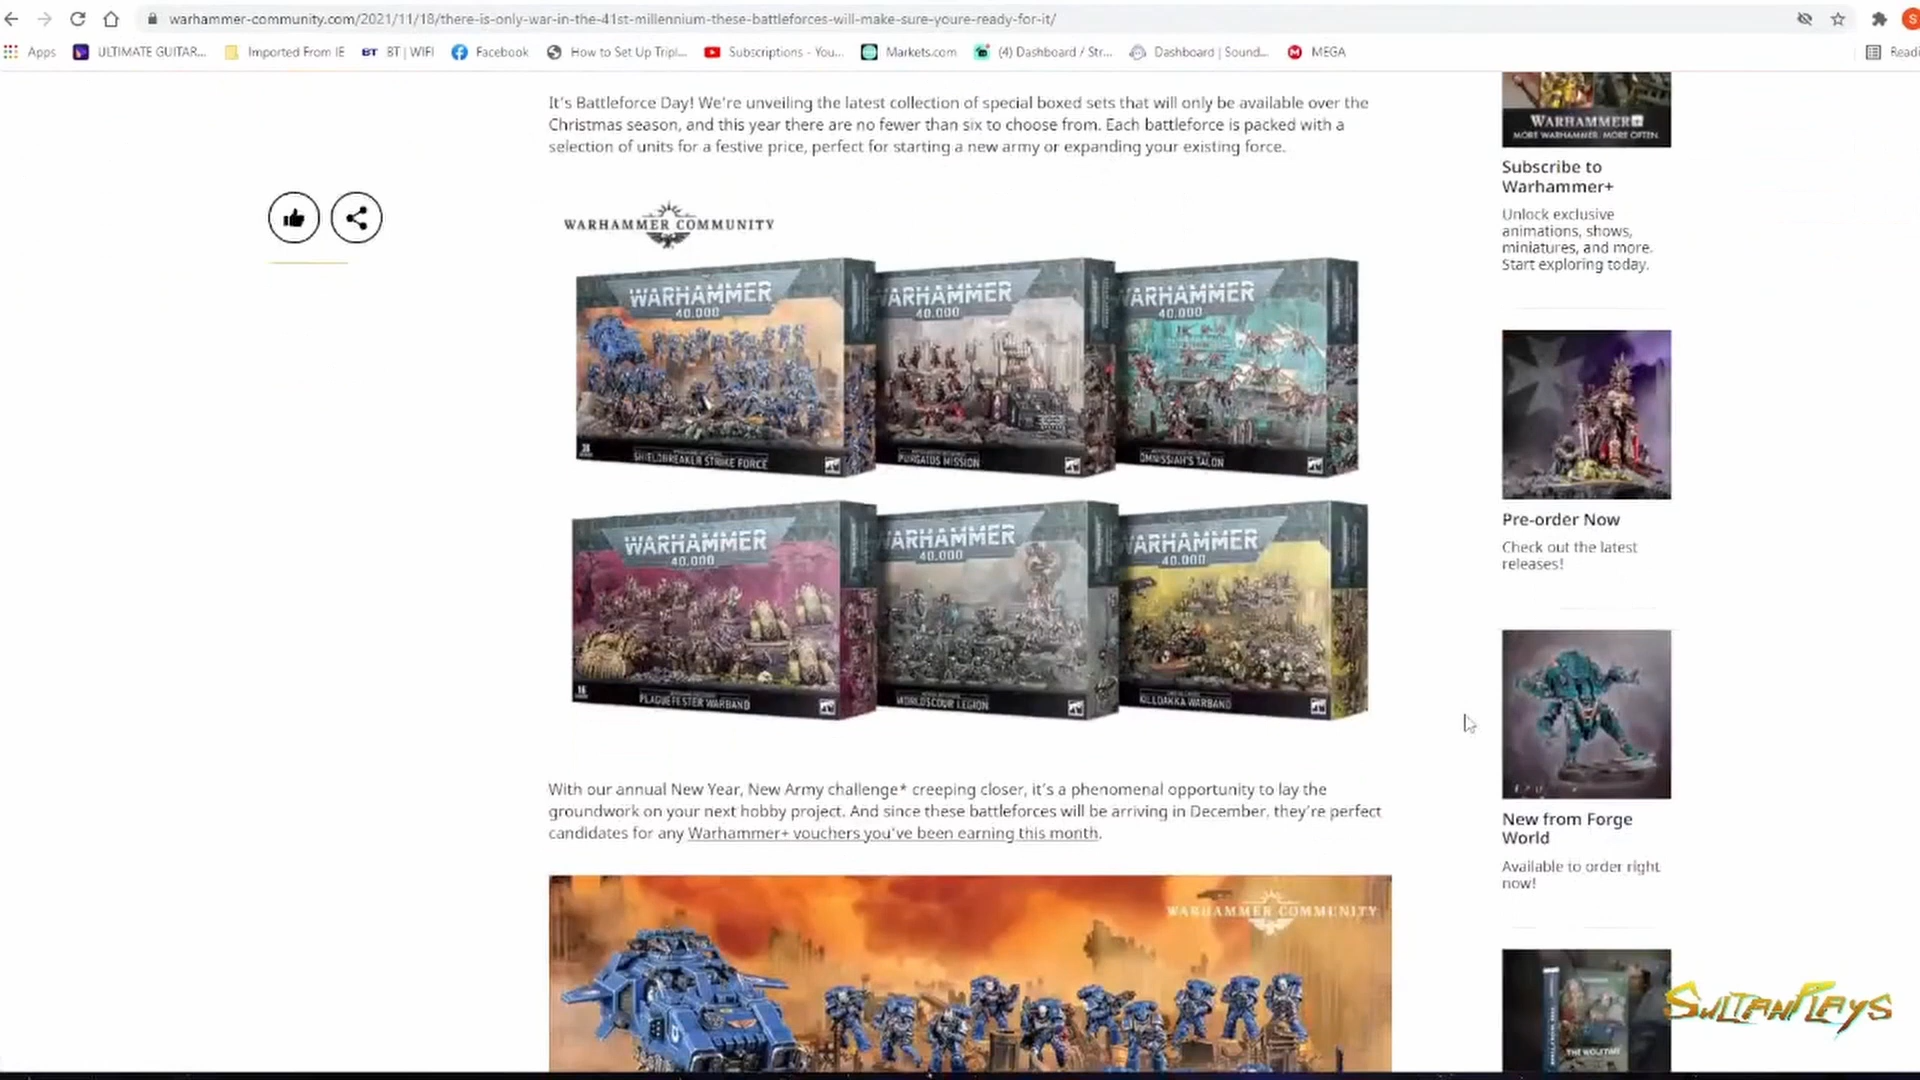 warhammer-community.com/2021/11/18/there-is-only-war-in-the-41st-millennium-these-battleforces-will-make-sure-youre-ready-for-it/
Apps
ULTIMATE GUITAR...
Imported From IE
BT | WIFI
Facebook
How to Set Up Tripl...
Subscriptions - You...
Markets.com
(4) Dashboard / Str...
Dashboard | Sound...
MEGA
Readi
It's Battleforce Day! We're unveiling the latest collection of special boxed sets that will only be available over the
Christmas season, and this year there are no fewer than six to choose from. Each battleforce is packed with a
selection of units for a festive price, perfect for starting a new army or expanding your existing force.
WARHAMMER COMMUNITY
WARHAMMER
40,000
SHIELDBREAKER STRIKE FORCE
WARHAMMER
40,000
PURGATUS MISSION
WARHAMMER
40,000
OMNISSIAH'S TALON
WARHAMMER
40,000
PLAGUEFESTER WARBAND
WARHAMMER
40,000
WORLDSCOUR LEGION
WARHAMMER
40,000
KILLDAKKA WARBAND
With our annual New Year, New Army challenge* creeping closer, it's a phenomenal opportunity to lay the
groundwork on your next hobby project. And since these battleforces will be arriving in December, they're perfect
candidates for any Warhammer+ vouchers you've been earning this month.
WARHAMMER COMMUNITY
WARHAMMER+
MORE WARHAMMER. MORE OFTEN.
Subscribe to
Warhammer+
Unlock exclusive
animations, shows,
miniatures, and more.
Start exploring today.
Pre-order Now
Check out the latest
releases!
New from Forge
World
Available to order right
now!
THE WOLFTIME
SULTANPLAYS